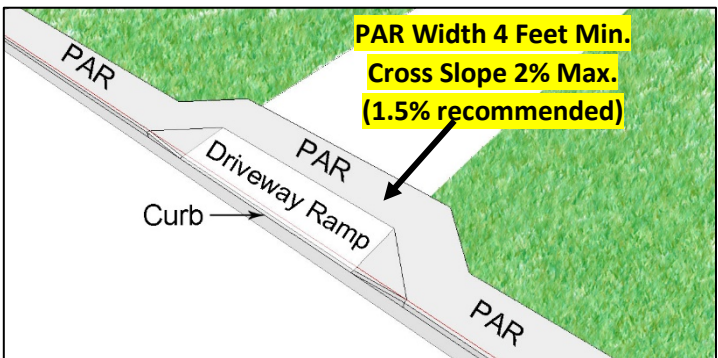 PAR Width 4 Feet Min.
Cross Slope 2% Max.
(1.5% recommended)
PAR
PAR
Driveway Ramp
Curb
PAR